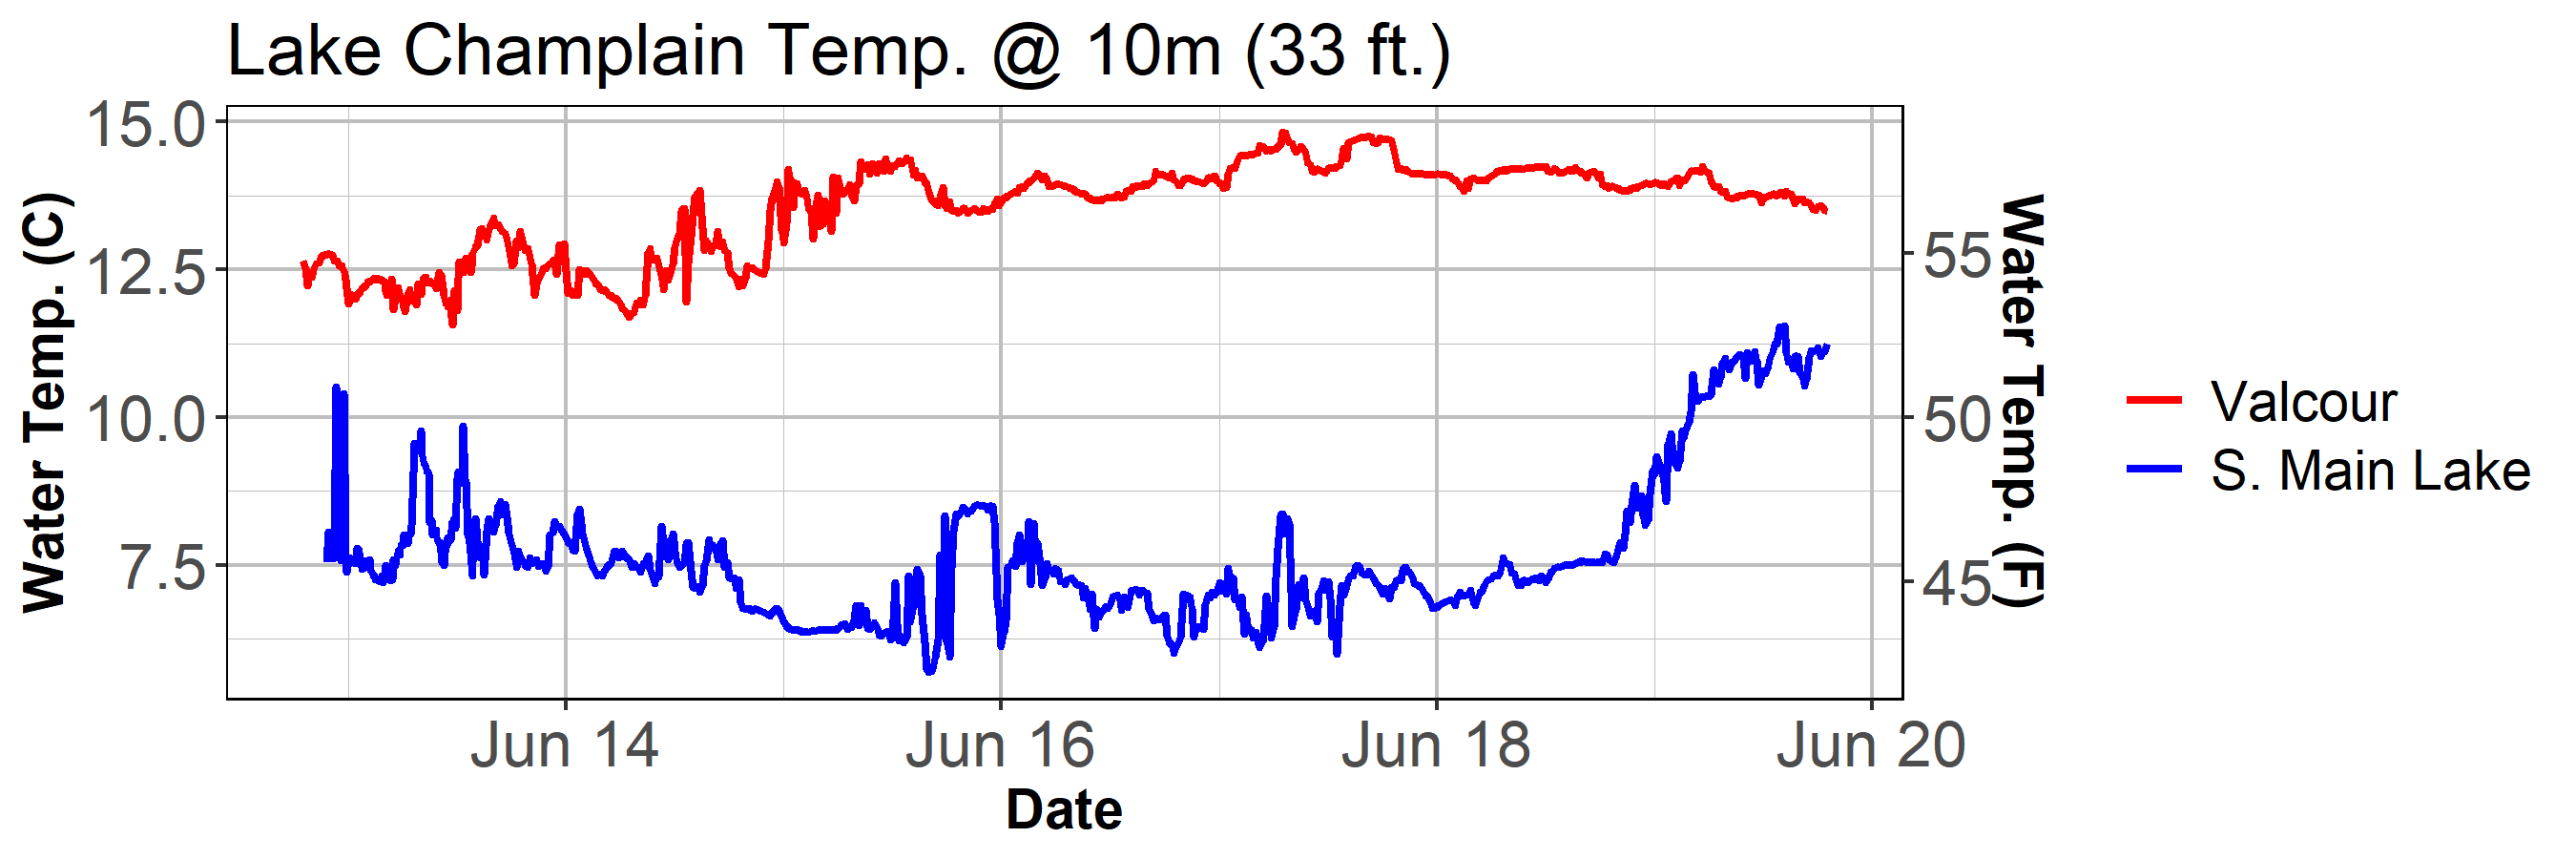 Lake Champlain Temp. @ 10m (33 ft.)
15.0
12.5
10.0
7.5
Water Temp. (C)
55
50
45
Water Temp. (F)
Jun 14
Jun 16
Jun 18
Jun 20
Date
Valcour
S. Main Lake